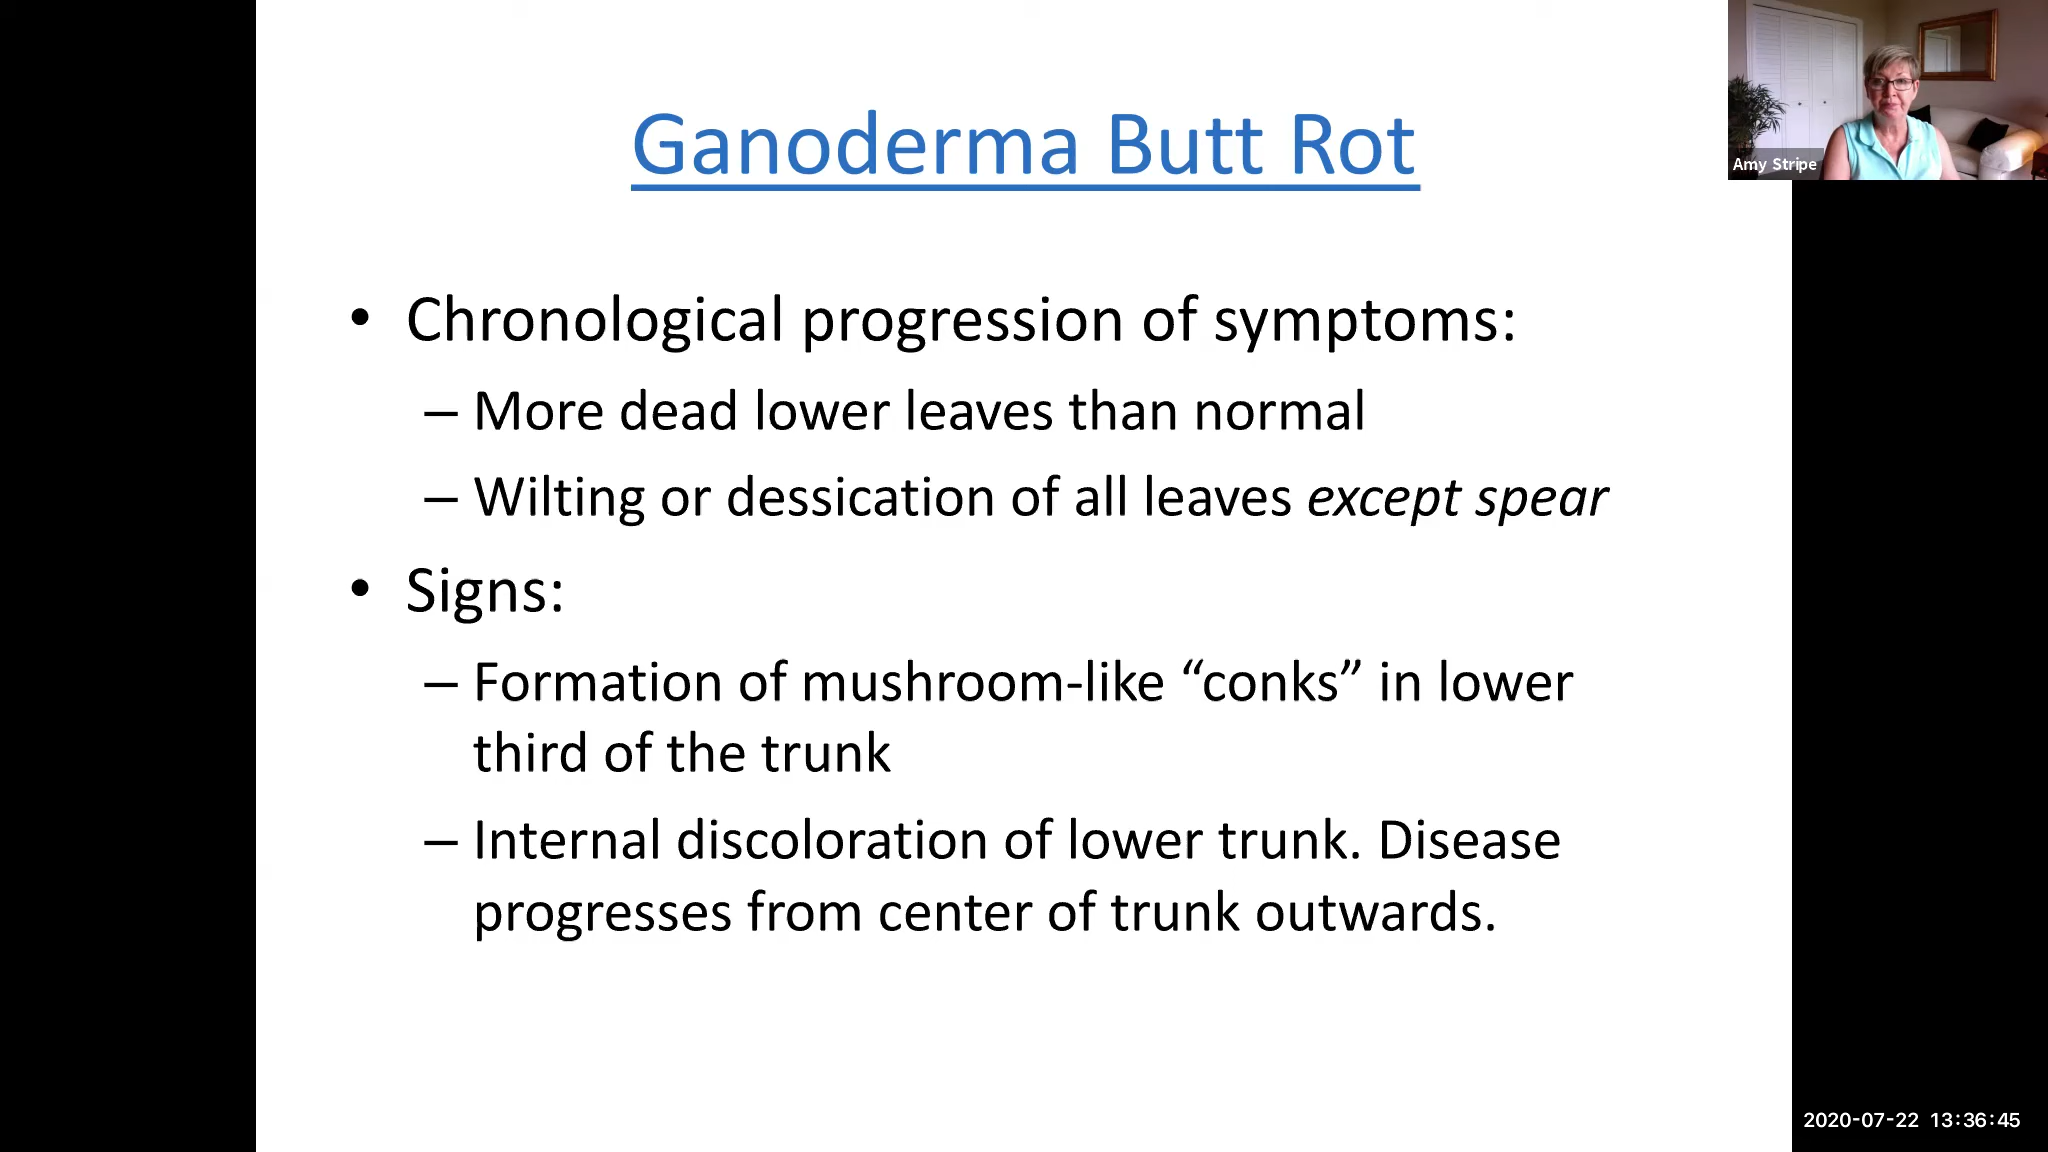 Ganoderma Butt Rot
Amy Stripe
• Chronological progression of symptoms:
– More dead lower leaves than normal
– Wilting or dessication of all leaves except spear
• Signs:
– Formation of mushroom-like “conks” in lower
third of the trunk
– Internal discoloration of lower trunk. Disease
progresses from center of trunk outwards.
2020-07-22 13:36:45